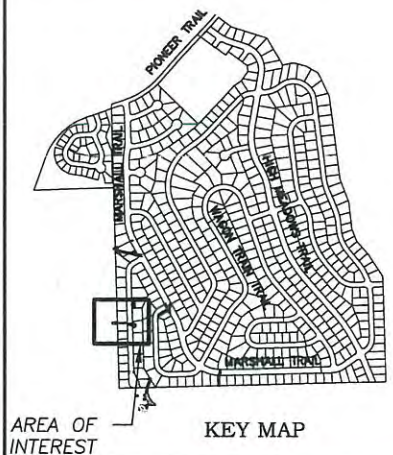 PIONEER TRAIL
MARSHALL TRAIL
HIGH MEADOWS TRAIL
WAGON TRAIN TRAIL
MARSHALL TRAIL
AREA OF
INTEREST
KEY MAP